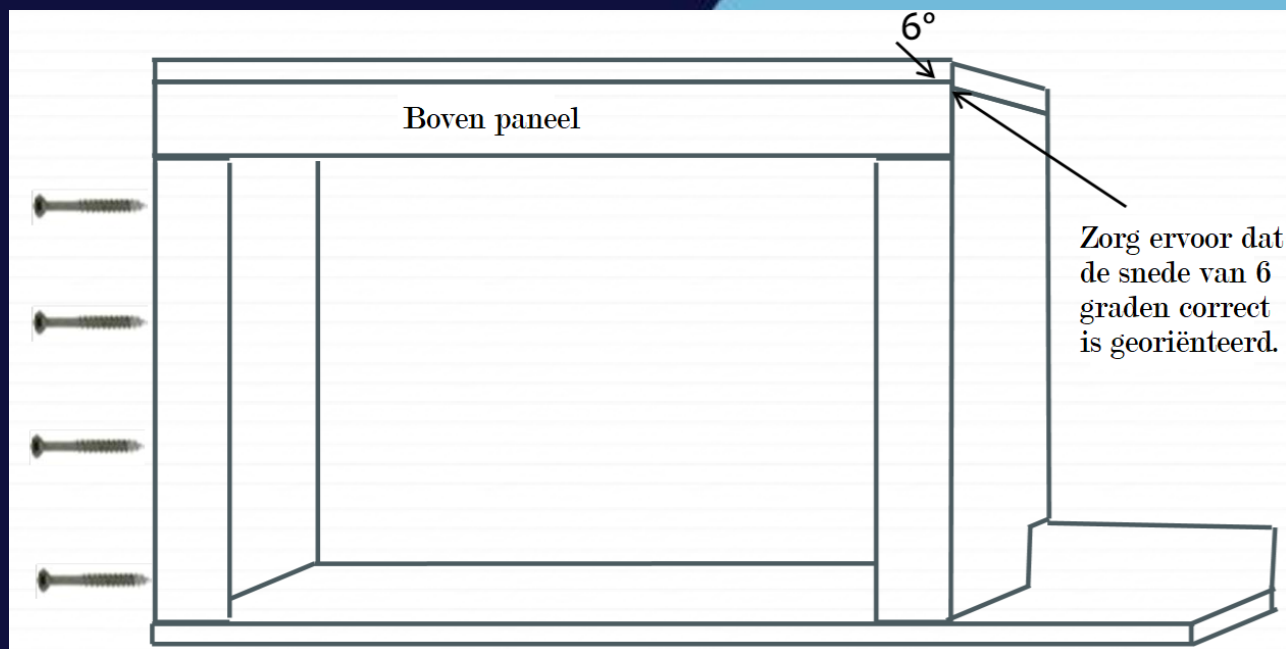 6°
Boven paneel
Zorg ervoor dat
de snede van 6
graden correct
is georiënteerd.